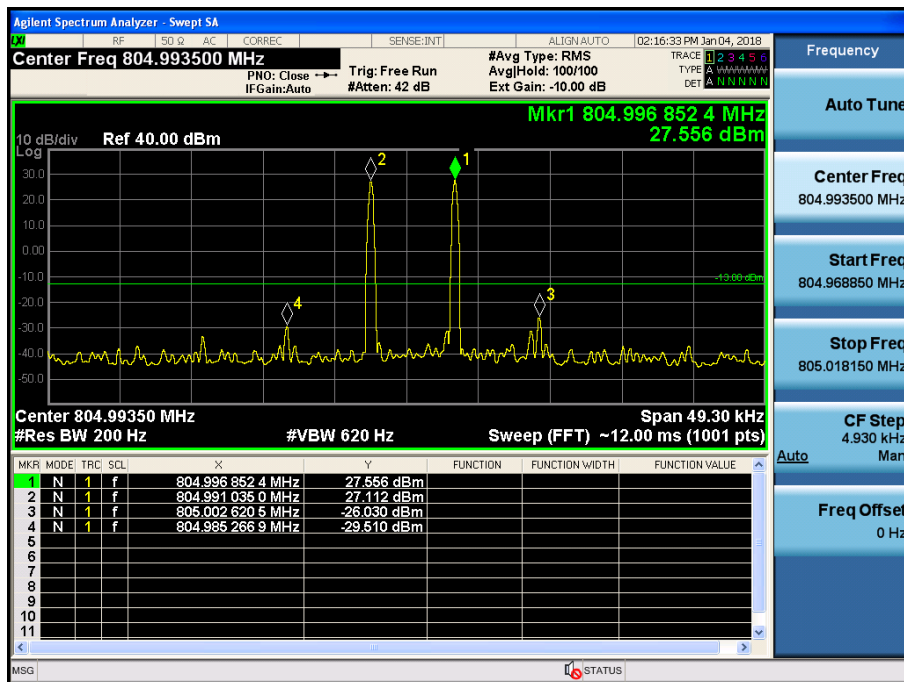 Agilent Spectrum Analyzer - Swept SA
LXI RF 50 Ω AC CORREC SENSE:INT ALIGN AUTO 02:16:33 PM Jan 04, 2018
Center Freq 804.993500 MHz
PNO: Close
IFGain:Auto
Trig: Free Run
#Atten: 42 dB
#Avg Type: RMS
Avg|Hold: 100/100
Ext Gain: -10.00 dB
TRACE 1 2 3 4 5 6
TYPE A WWWWW
DET A N N N N N
Frequency
Auto Tune
Center Freq
804.993500 MHz
Start Freq
804.968850 MHz
Stop Freq
805.018150 MHz
CF Step
4.930 kHz
Auto Man
Freq Offset
0 Hz
Mkr1 804.996 852 4 MHz
27.556 dBm
10 dB/div Ref 40.00 dBm
Log
30.0
20.0
10.0
0.00
-10.0
-20.0
-30.0
-40.0
-50.0
2
1
-13.00 dBm
3
4
Center 804.99350 MHz Span 49.30 kHz
#Res BW 200 Hz #VBW 620 Hz Sweep (FFT) ~12.00 ms (1001 pts)
MKR MODE TRC SCL X Y FUNCTION FUNCTION WIDTH FUNCTION VALUE
1 N 1 f 804.996 852 4 MHz 27.556 dBm
2 N 1 f 804.991 035 0 MHz 27.112 dBm
3 N 1 f 805.002 620 5 MHz -26.030 dBm
4 N 1 f 804.985 266 9 MHz -29.510 dBm
5
6
7
8
9
10
11
MSG STATUS